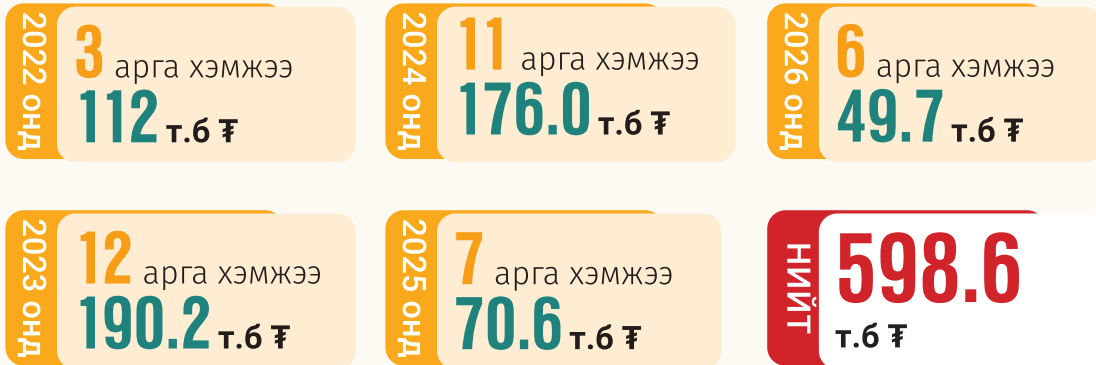 2022 онд
3 арга хэмжээ
112 т.б ₮
2024 онд
11 арга хэмжээ
176.0 т.б ₮
2026 онд
6 арга хэмжээ
49.7 т.б ₮
2023 онд
12 арга хэмжээ
190.2 т.б ₮
2025 онд
7 арга хэмжээ
70.6 т.б ₮
НИЙТ
598.6
т.б ₮